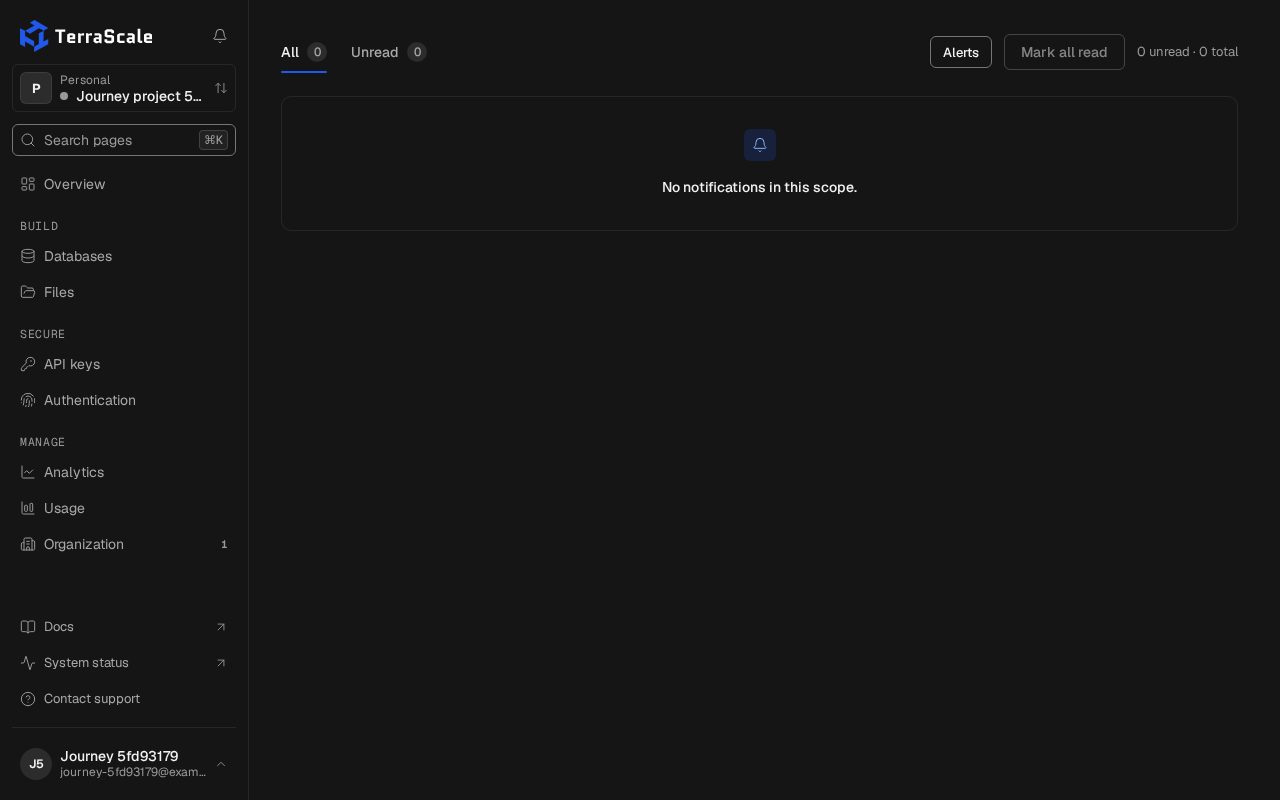 TerraScale
P
Personal
Journey project 5...
Search pages
⌘K
Overview
BUILD
Databases
Files
SECURE
API keys
Authentication
MANAGE
Analytics
Usage
Organization 1
Docs
System status
Contact support
J5
Journey 5fd93179
journey-5fd93179@exam...
All 0 Unread 0
Alerts
Mark all read
0 unread · 0 total
No notifications in this scope.